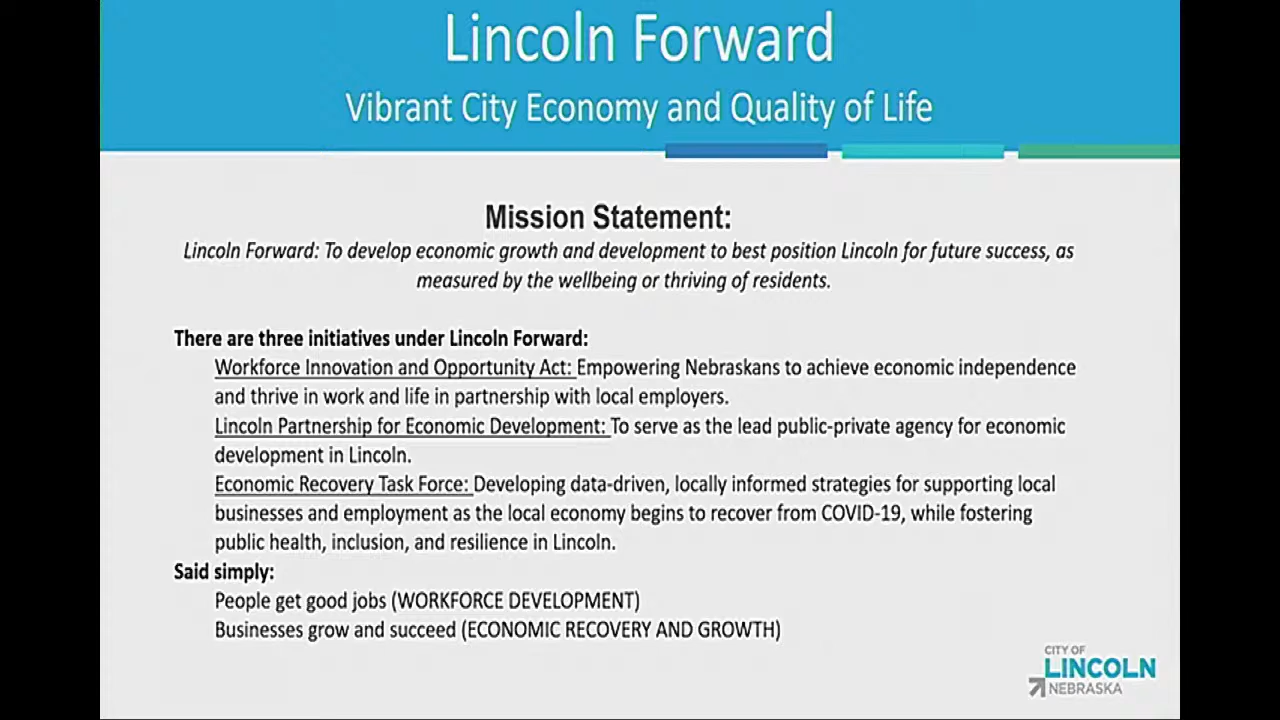 Lincoln Forward
Vibrant City Economy and Quality of Life
Mission Statement:
Lincoln Forward: To develop economic growth and development to best position Lincoln for future success, as
measured by the wellbeing or thriving of residents.
There are three initiatives under Lincoln Forward:
Workforce Innovation and Opportunity Act: Empowering Nebraskans to achieve economic independence
and thrive in work and life in partnership with local employers.
Lincoln Partnership for Economic Development: To serve as the lead public-private agency for economic
development in Lincoln.
Economic Recovery Task Force: Developing data-driven, locally informed strategies for supporting local
businesses and employment as the local economy begins to recover from COVID-19, while fostering
public health, inclusion, and resilience in Lincoln.
Said simply:
People get good jobs (WORKFORCE DEVELOPMENT)
Businesses grow and succeed (ECONOMIC RECOVERY AND GROWTH)
CITY OF
LINCOLN
NEBRASKA